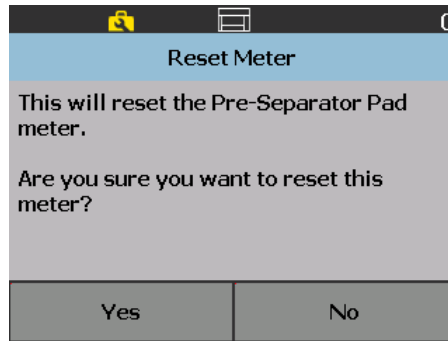 Reset Meter
This will reset the Pre-Separator Pad
meter.
Are you sure you want to reset this
meter?
Yes
No